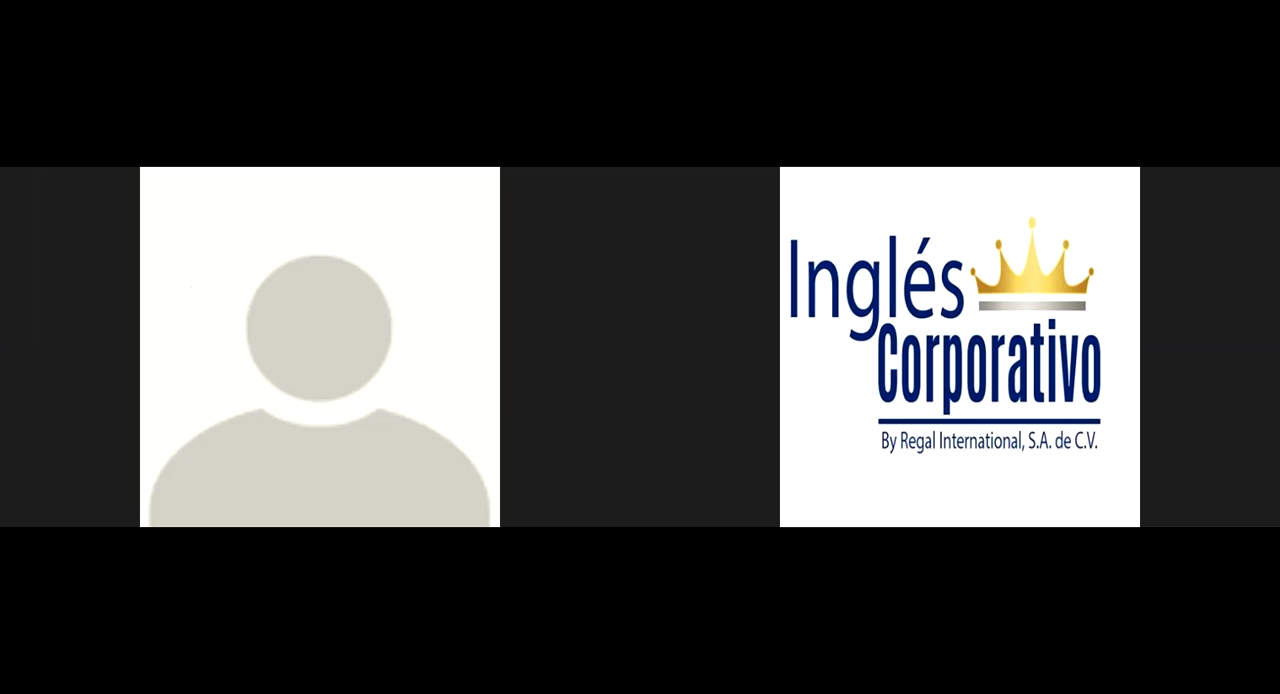 Inglés
Corporativo
By Regal International, S.A. de C.V.